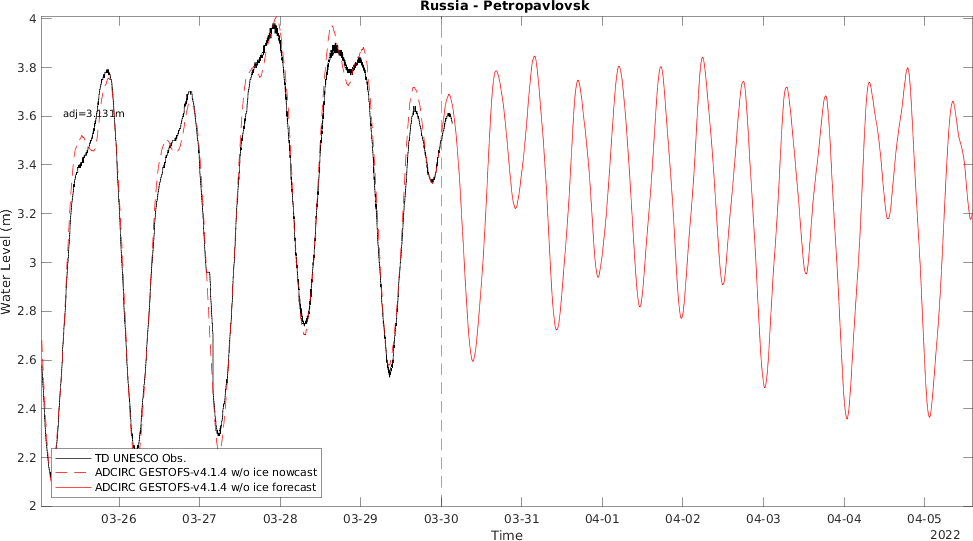 Russia - Petropavlovsk
Water Level (m)
4
3.8
3.6
3.4
3.2
3
2.8
2.6
2.4
2.2
2
adj=3.131m
TD UNESCO Obs.
ADCIRC GESTOFS-v4.1.4 w/o ice nowcast
ADCIRC GESTOFS-v4.1.4 w/o ice forecast
03-26 03-27 03-28 03-29 03-30 03-31 04-01 04-02 04-03 04-04 04-05
Time
2022